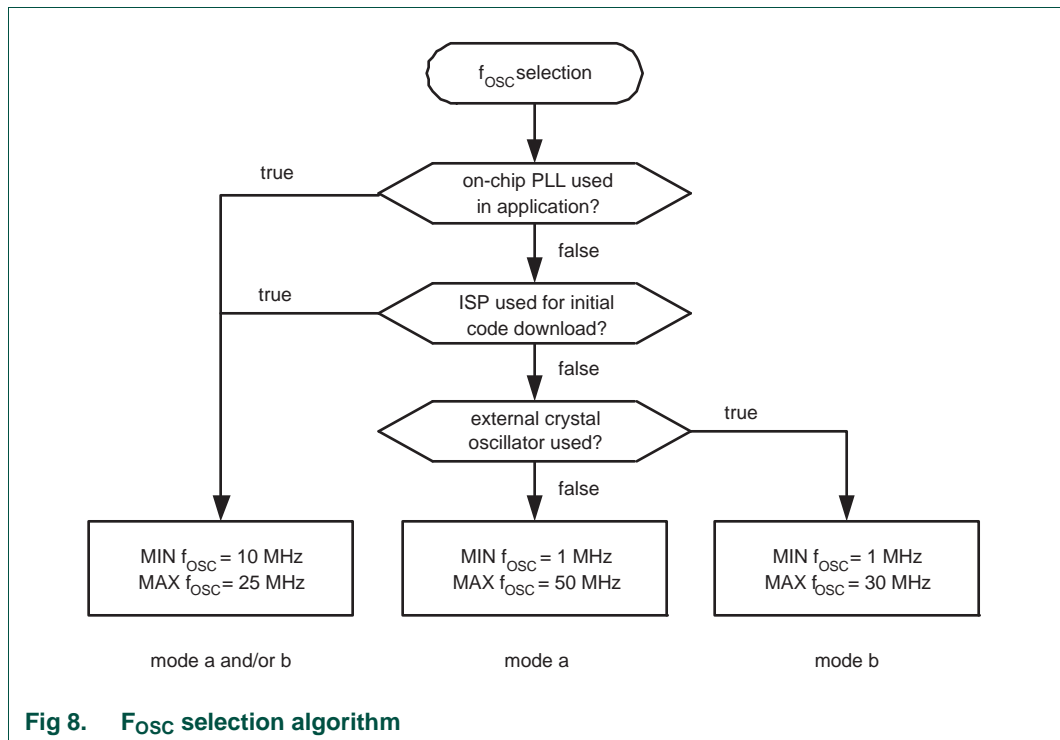 fOSC selection
true
on-chip PLL used
in application?
false
true
ISP used for initial
code download?
false
external crystal
oscillator used?
true
false
MIN fOSC = 10 MHz
MAX fOSC = 25 MHz
MIN fOSC = 1 MHz
MAX fOSC = 50 MHz
MIN fOSC = 1 MHz
MAX fOSC = 30 MHz
mode a and/or b
mode a
mode b
Fig 8. FOSC selection algorithm